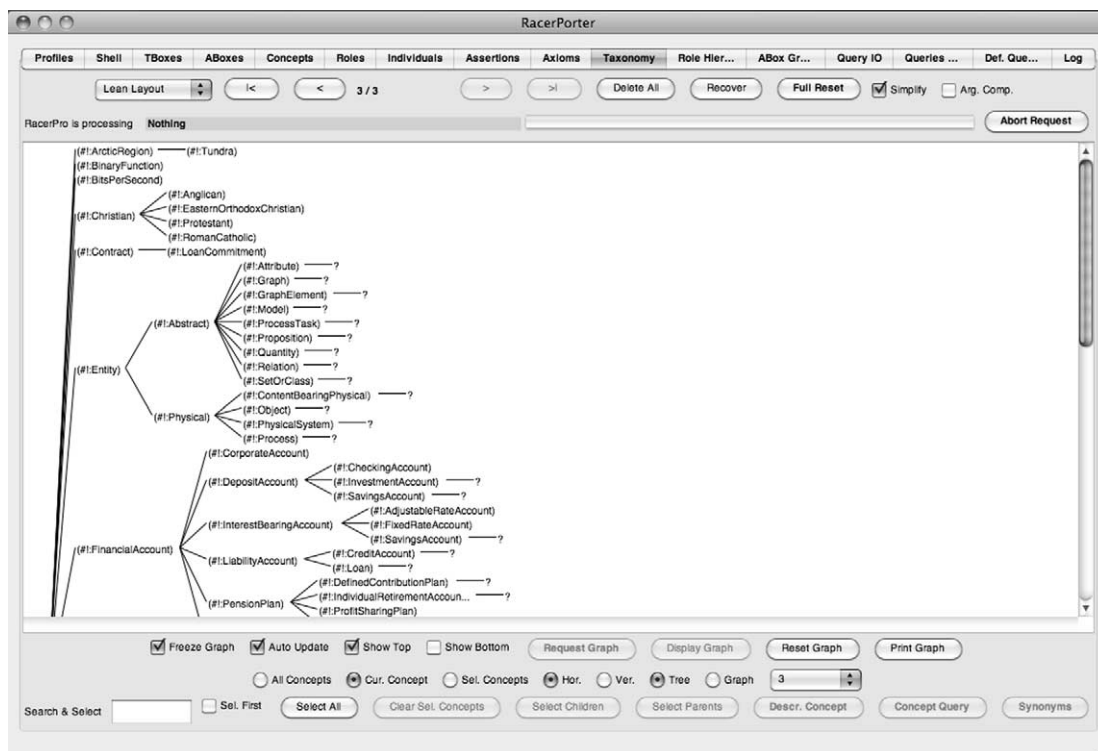 RacerPorter
Profiles Shell TBoxes ABoxes Concepts Roles Individuals Assertions Axioms Taxonomy Role Hier... ABox Gr... Query IO Queries ... Def. Que... Log
Lean Layout |< < 3 / 3 > >| Delete All Recover Full Reset Simplify Arg. Comp.
RacerPro is processing Nothing Abort Request
(#!:ArcticRegion) (#!:Tundra)
(#!:BinaryFunction)
(#!:BitsPerSecond)
(#!:Anglican)
(#!:EasternOrthodoxChristian)
(#!:Christian)
(#!:Protestant)
(#!:RomanCatholic)
(#!:Contract) (#!:LoanCommitment)
(#!:Attribute) ?
(#!:Graph) ?
(#!:GraphElement) ?
(#!:Model) ?
(#!:Abstract) (#!:ProcessTask) ?
(#!:Proposition) ?
(#!:Quantity) ?
(#!:Relation) ?
(#!:Entity)
(#!:SetOrClass) ?
(#!:ContentBearingPhysical) ?
(#!:Object) ?
(#!:Physical)
(#!:PhysicalSystem) ?
(#!:Process) ?
(#!:CorporateAccount)
(#!:CheckingAccount)
(#!:DepositAccount) (#!:InvestmentAccount) ?
(#!:SavingsAccount) ?
(#!:AdjustableRateAccount)
(#!:InterestBearingAccount) (#!:FixedRateAccount)
(#!:SavingsAccount) ?
(#!:FinancialAccount)
(#!:CreditAccount) ?
(#!:LiabilityAccount)
(#!:Loan) ?
(#!:DefinedContributionPlan) ?
(#!:IndividualRetirementAccoun... ?
(#!:PensionPlan)
(#!:ProfitSharingPlan)
Freeze Graph Auto Update Show Top Show Bottom Request Graph Display Graph Reset Graph Print Graph
All Concepts Cur. Concept Sel. Concepts Hor. Ver. Tree Graph 3
Search & Select Sel. First Select All Clear Sel. Concepts Select Children Select Parents Descr. Concept Concept Query Synonyms